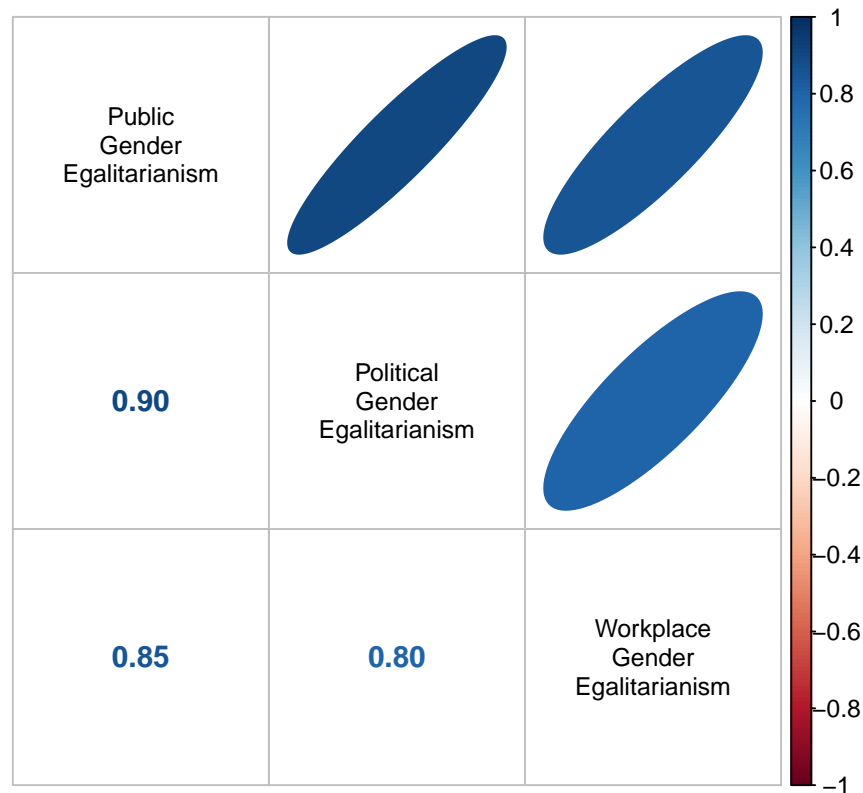 Public
Gender
Egalitarianism
0.90
Political
Gender
Egalitarianism
0.85
0.80
Workplace
Gender
Egalitarianism
1
0.8
0.6
0.4
0.2
0
−0.2
−0.4
−0.6
−0.8
−1